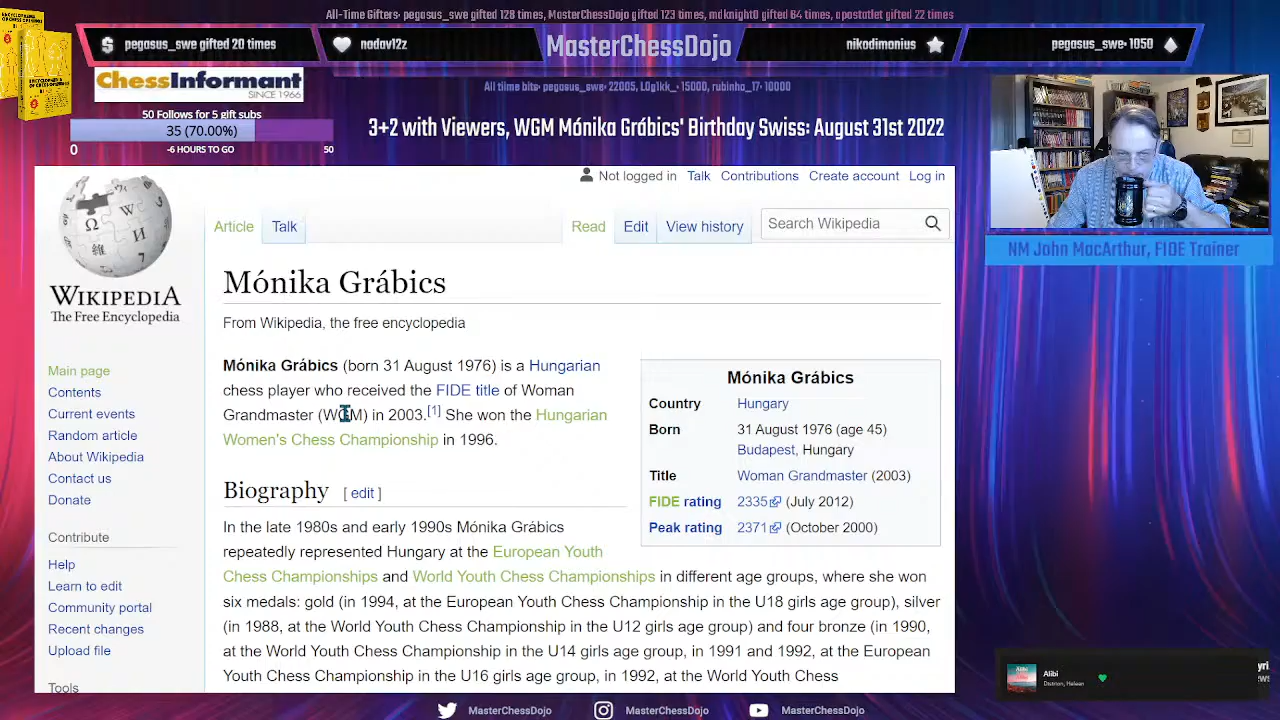 All-Time Gifters• pegasus_swe gifted 128 times, MasterChessDojo gifted 123 times, mrknight0 gifted 64 times, apostatlet gifted 22 times
pegasus_swe gifted 20 times
nadav12z
MasterChessDojo
nikodimonius
pegasus_swe• 1050
ChessInformant
SINCE 1966
All time bits• pegasus_swe• 22005, L0g1kk_• 15000, rubinho_17• 10000
50 Follows for 5 gift subs
35 (70.00%)
0
-6 HOURS TO GO
50
3+2 with Viewers, WGM Mónika Grábics' Birthday Swiss: August 31st 2022
NM John MacArthur, FIDE Trainer
Not logged in Talk Contributions Create account Log in
Article Talk Read Edit View history Search Wikipedia
WIKIPEDIA
The Free Encyclopedia
Main page
Contents
Current events
Random article
About Wikipedia
Contact us
Donate
Contribute
Help
Learn to edit
Community portal
Recent changes
Upload file
Tools
Mónika Grábics
From Wikipedia, the free encyclopedia
Mónika Grábics (born 31 August 1976) is a Hungarian
chess player who received the FIDE title of Woman
Grandmaster (WGM) in 2003.[1] She won the Hungarian
Women's Chess Championship in 1996.
Mónika Grábics
Country Hungary
Born 31 August 1976 (age 45)
Budapest, Hungary
Title Woman Grandmaster (2003)
FIDE rating 2335 (July 2012)
Peak rating 2371 (October 2000)
Biography [ edit ]
In the late 1980s and early 1990s Mónika Grábics
repeatedly represented Hungary at the European Youth
Chess Championships and World Youth Chess Championships in different age groups, where she won
six medals: gold (in 1994, at the European Youth Chess Championship in the U18 girls age group), silver
(in 1988, at the World Youth Chess Championship in the U12 girls age group) and four bronze (in 1990,
at the World Youth Chess Championship in the U14 girls age group, in 1991 and 1992, at the European
Youth Chess Championship in the U16 girls age group, in 1992, at the World Youth Chess
Alibi
MasterChessDojo
MasterChessDojo
MasterChessDojo